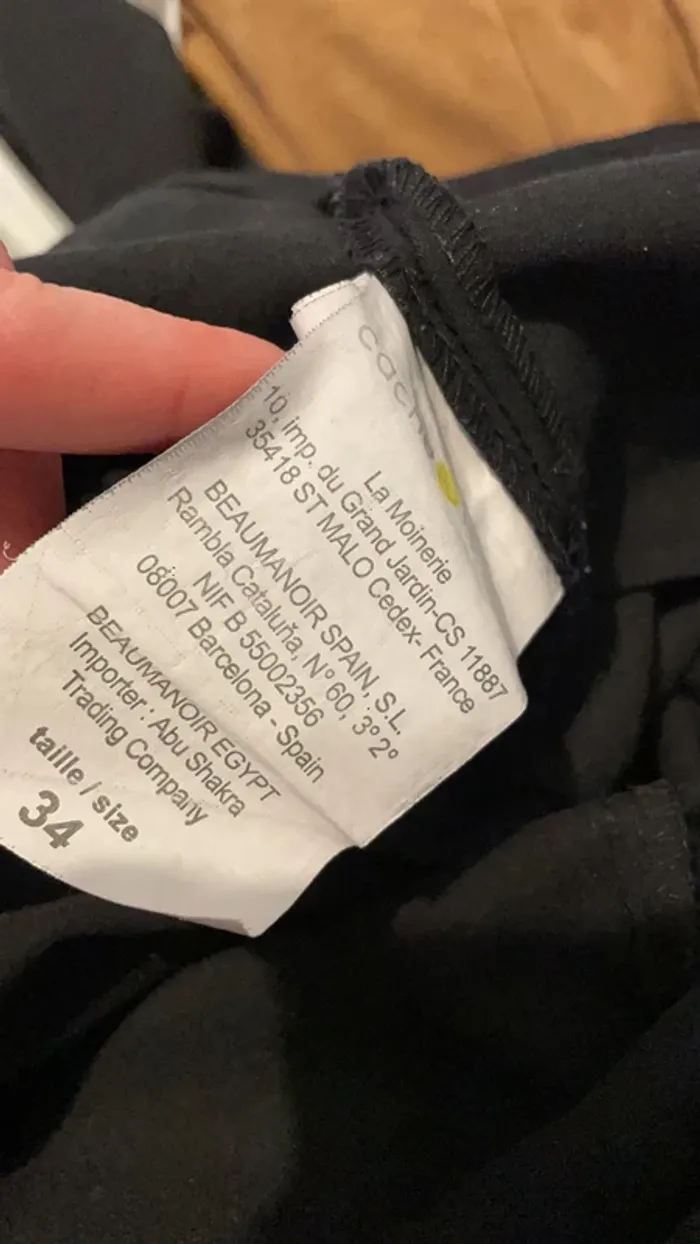 La Moinerie
10, imp. du Grand Jardin-CS 11887
35418 ST MALO Cedex- France
BEAUMANOIR SPAIN, S.L.
Rambla Cataluña, N° 60, 3° 2°
NIF B 55002356
08007 Barcelona - Spain
BEAUMANOIR EGYPT
Importer : Abu Shakra
Trading Company
taille / size
34